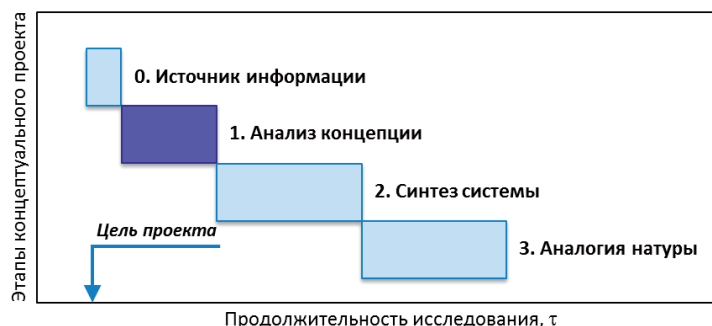 Этапы концептуального проекта
0. Источник информации
1. Анализ концепции
2. Синтез системы
Цель проекта
3. Аналогия натуры
Продолжительность исследования, τ